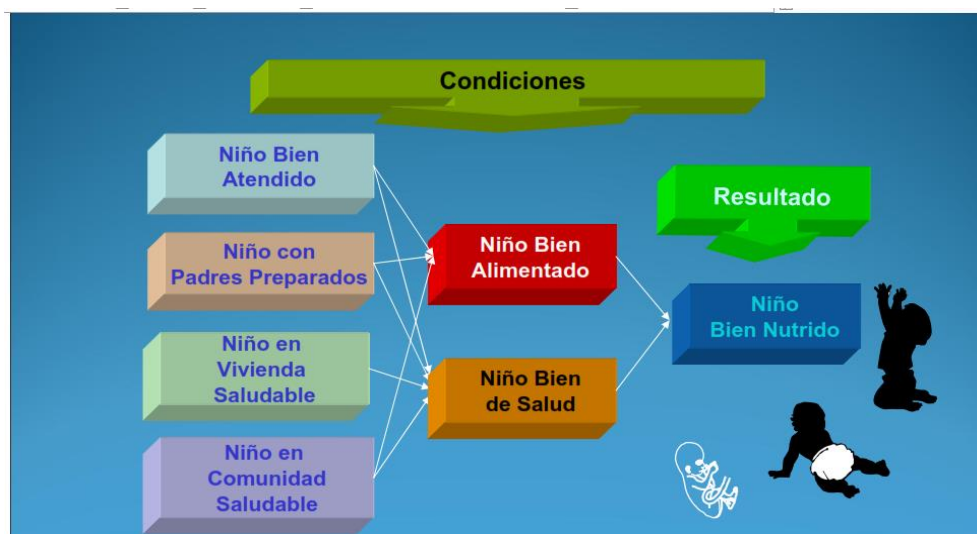 Condiciones
Niño Bien
Atendido
Niño con
Padres Preparados
Niño en
Vivienda
Saludable
Niño en
Comunidad
Saludable
Niño Bien
Alimentado
Niño Bien
de Salud
Resultado
Niño
Bien Nutrido